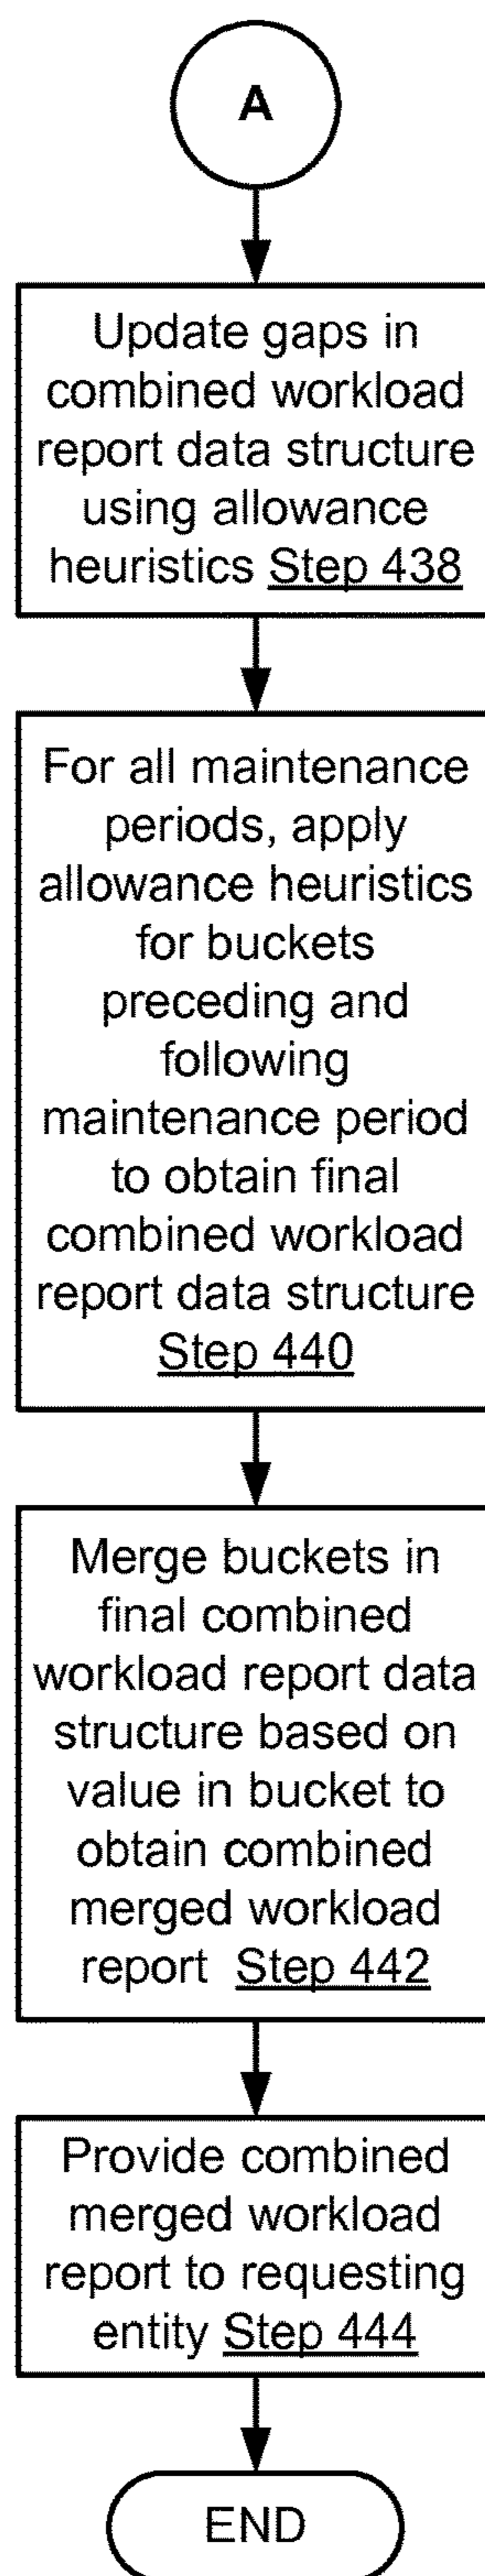 A
Update gaps in
combined workload
report data structure
using allowance
heuristics Step 438
For all maintenance
periods, apply
allowance heuristics
for buckets
preceding and
following
maintenance period
to obtain final
combined workload
report data structure
Step 440
Merge buckets in
final combined
workload report data
structure based on
value in bucket to
obtain combined
merged workload
report Step 442
Provide combined
merged workload
report to requesting
entity Step 444
END